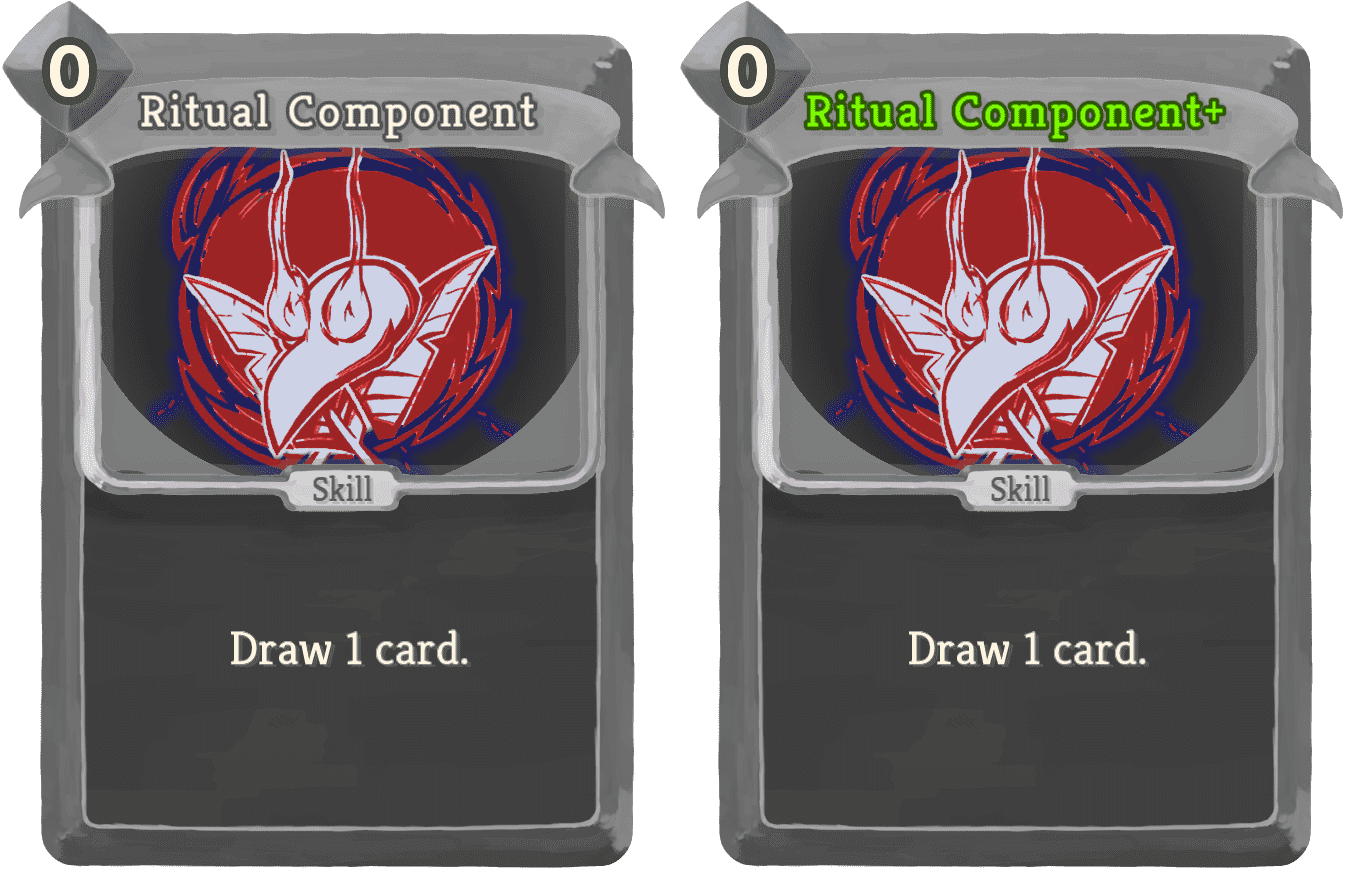 0
Ritual Component
Skill
Draw 1 card.
0
Ritual Component+
Skill
Draw 1 card.